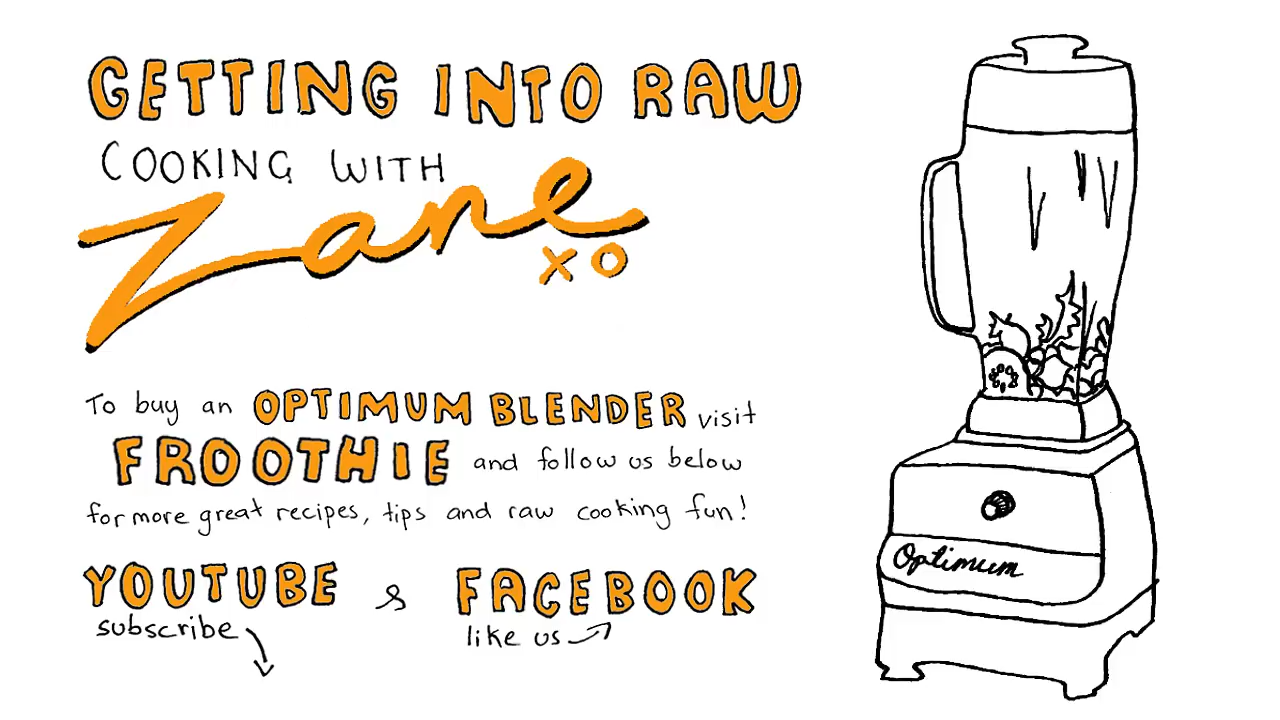 GETTING INTO RAW
COOKING WITH
Zane
XO
To buy an OPTIMUM BLENDER visit
FROOTHIE and follow us below
for more great recipes, tips and raw cooking fun!
YOUTUBE & FACEBOOK
subscribe
like us
Optimum